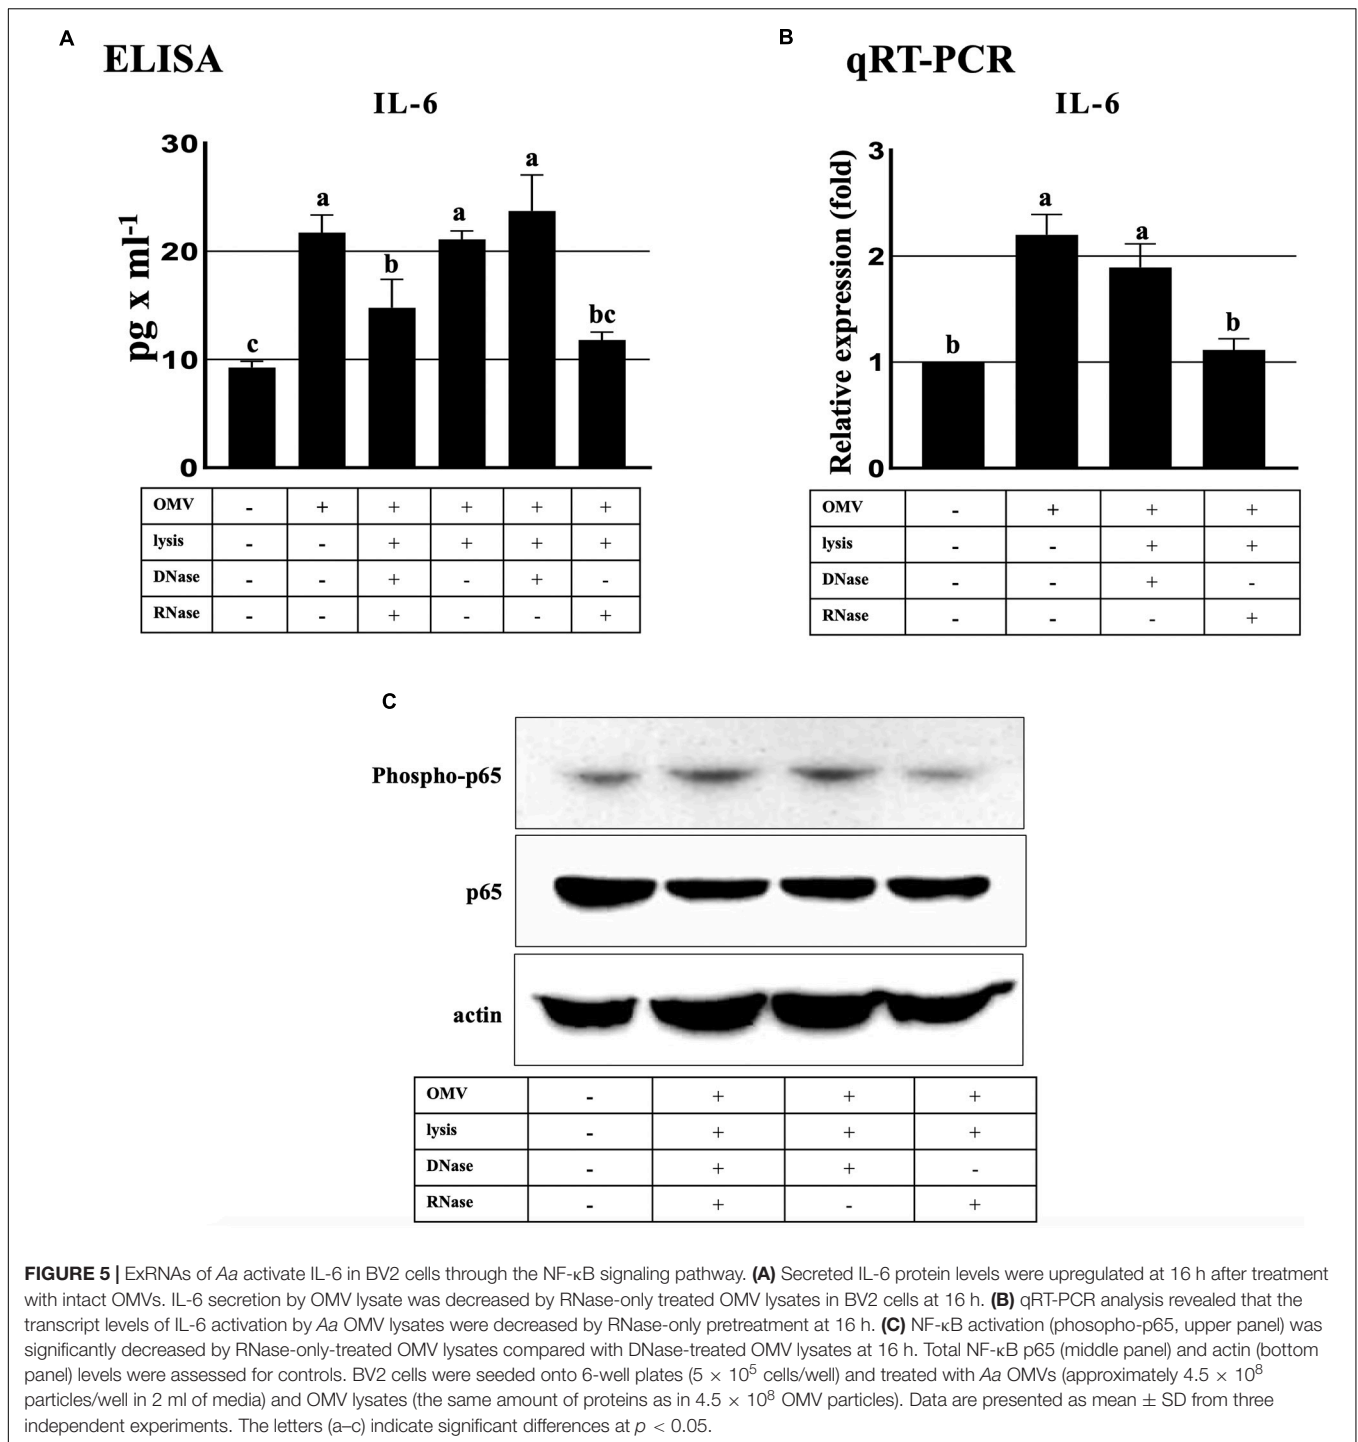 A
ELISA
IL-6
30
20
10
0
pg x ml-1
c
a
b
a
a
bc
OMV - + + + + +
lysis - - + + + +
DNase - - + - + -
RNase - - + - - +
B
qRT-PCR
IL-6
3
2
1
0
Relative expression (fold)
b
a
a
b
OMV - + + +
lysis - - + +
DNase - - + -
RNase - - - +
C
Phospho-p65
p65
actin
OMV - + + +
lysis - + + +
DNase - + + -
RNase - + - +
FIGURE 5 | ExRNAs of Aa activate IL-6 in BV2 cells through the NF-κB signaling pathway. (A) Secreted IL-6 protein levels were upregulated at 16 h after treatment
with intact OMVs. IL-6 secretion by OMV lysate was decreased by RNase-only treated OMV lysates in BV2 cells at 16 h. (B) qRT-PCR analysis revealed that the
transcript levels of IL-6 activation by Aa OMV lysates were decreased by RNase-only pretreatment at 16 h. (C) NF-κB activation (phosopho-p65, upper panel) was
significantly decreased by RNase-only-treated OMV lysates compared with DNase-treated OMV lysates at 16 h. Total NF-κB p65 (middle panel) and actin (bottom
panel) levels were assessed for controls. BV2 cells were seeded onto 6-well plates (5 × 10⁵ cells/well) and treated with Aa OMVs (approximately 4.5 × 10⁸
particles/well in 2 ml of media) and OMV lysates (the same amount of proteins as in 4.5 × 10⁸ OMV particles). Data are presented as mean ± SD from three
independent experiments. The letters (a–c) indicate significant differences at p < 0.05.